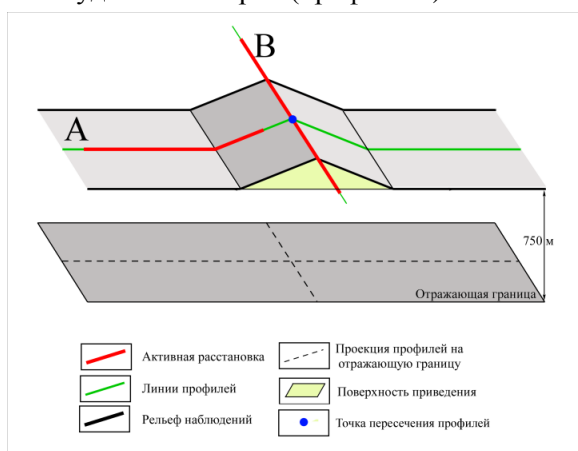 B
A
750 м
Отражающая граница
Активная расстановка
Линии профилей
Рельеф наблюдений
Проекция профилей на
отражающую границу
Поверхность приведения
Точка пересечения профилей